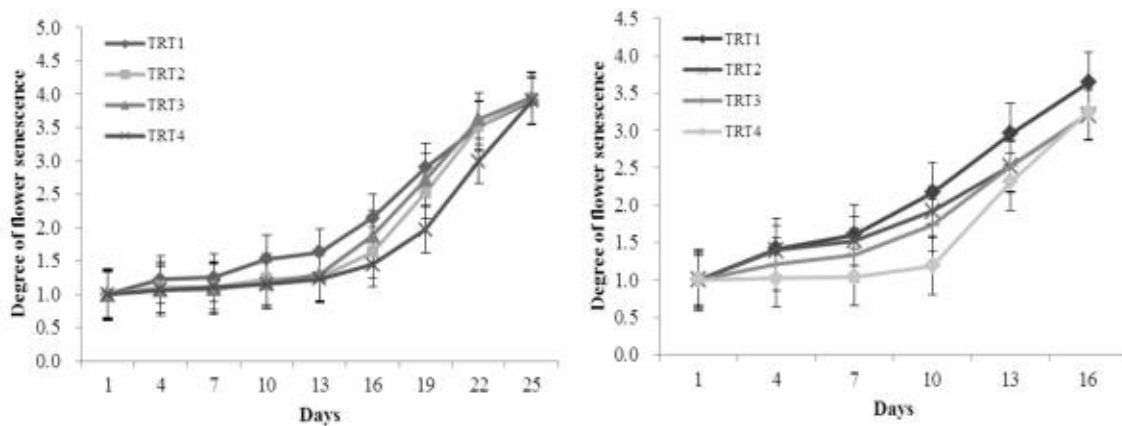 Degree of flower senescence
5.0
4.5
4.0
3.5
3.0
2.5
2.0
1.5
1.0
0.5
0.0
TRT1
TRT2
TRT3
TRT4
1 4 7 10 13 16 19 22 25
Days
Degree of flower senescence
4.5
4.0
3.5
3.0
2.5
2.0
1.5
1.0
0.5
0.0
TRT1
TRT2
TRT3
TRT4
1 4 7 10 13 16
Days